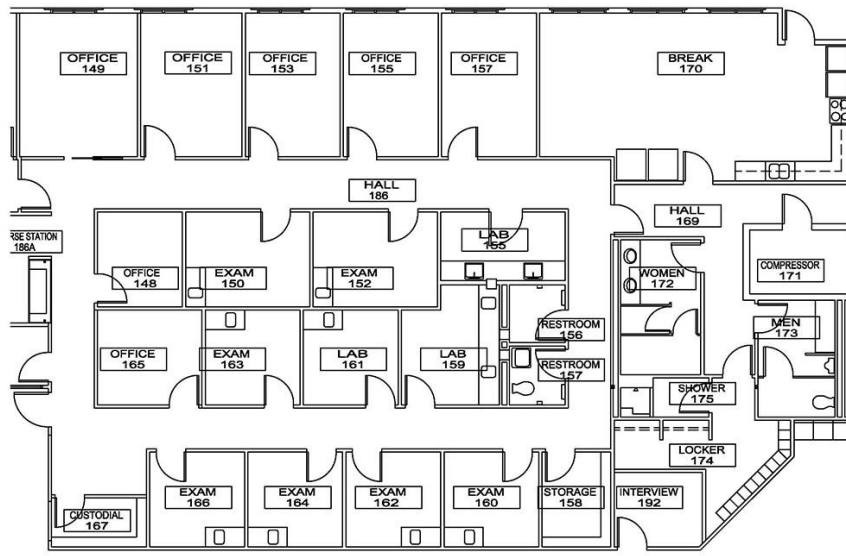 OFFICE
149
OFFICE
151
OFFICE
153
OFFICE
155
OFFICE
157
BREAK
170
HALL
186
HALL
169
RSE STATION
186A
OFFICE
148
EXAM
150
EXAM
152
LAB
155
WOMEN
172
COMPRESSOR
171
OFFICE
165
EXAM
163
LAB
161
LAB
159
RESTROOM
156
RESTROOM
157
MEN
173
SHOWER
175
LOCKER
174
CUSTODIAL
167
EXAM
166
EXAM
164
EXAM
162
EXAM
160
STORAGE
158
INTERVIEW
192